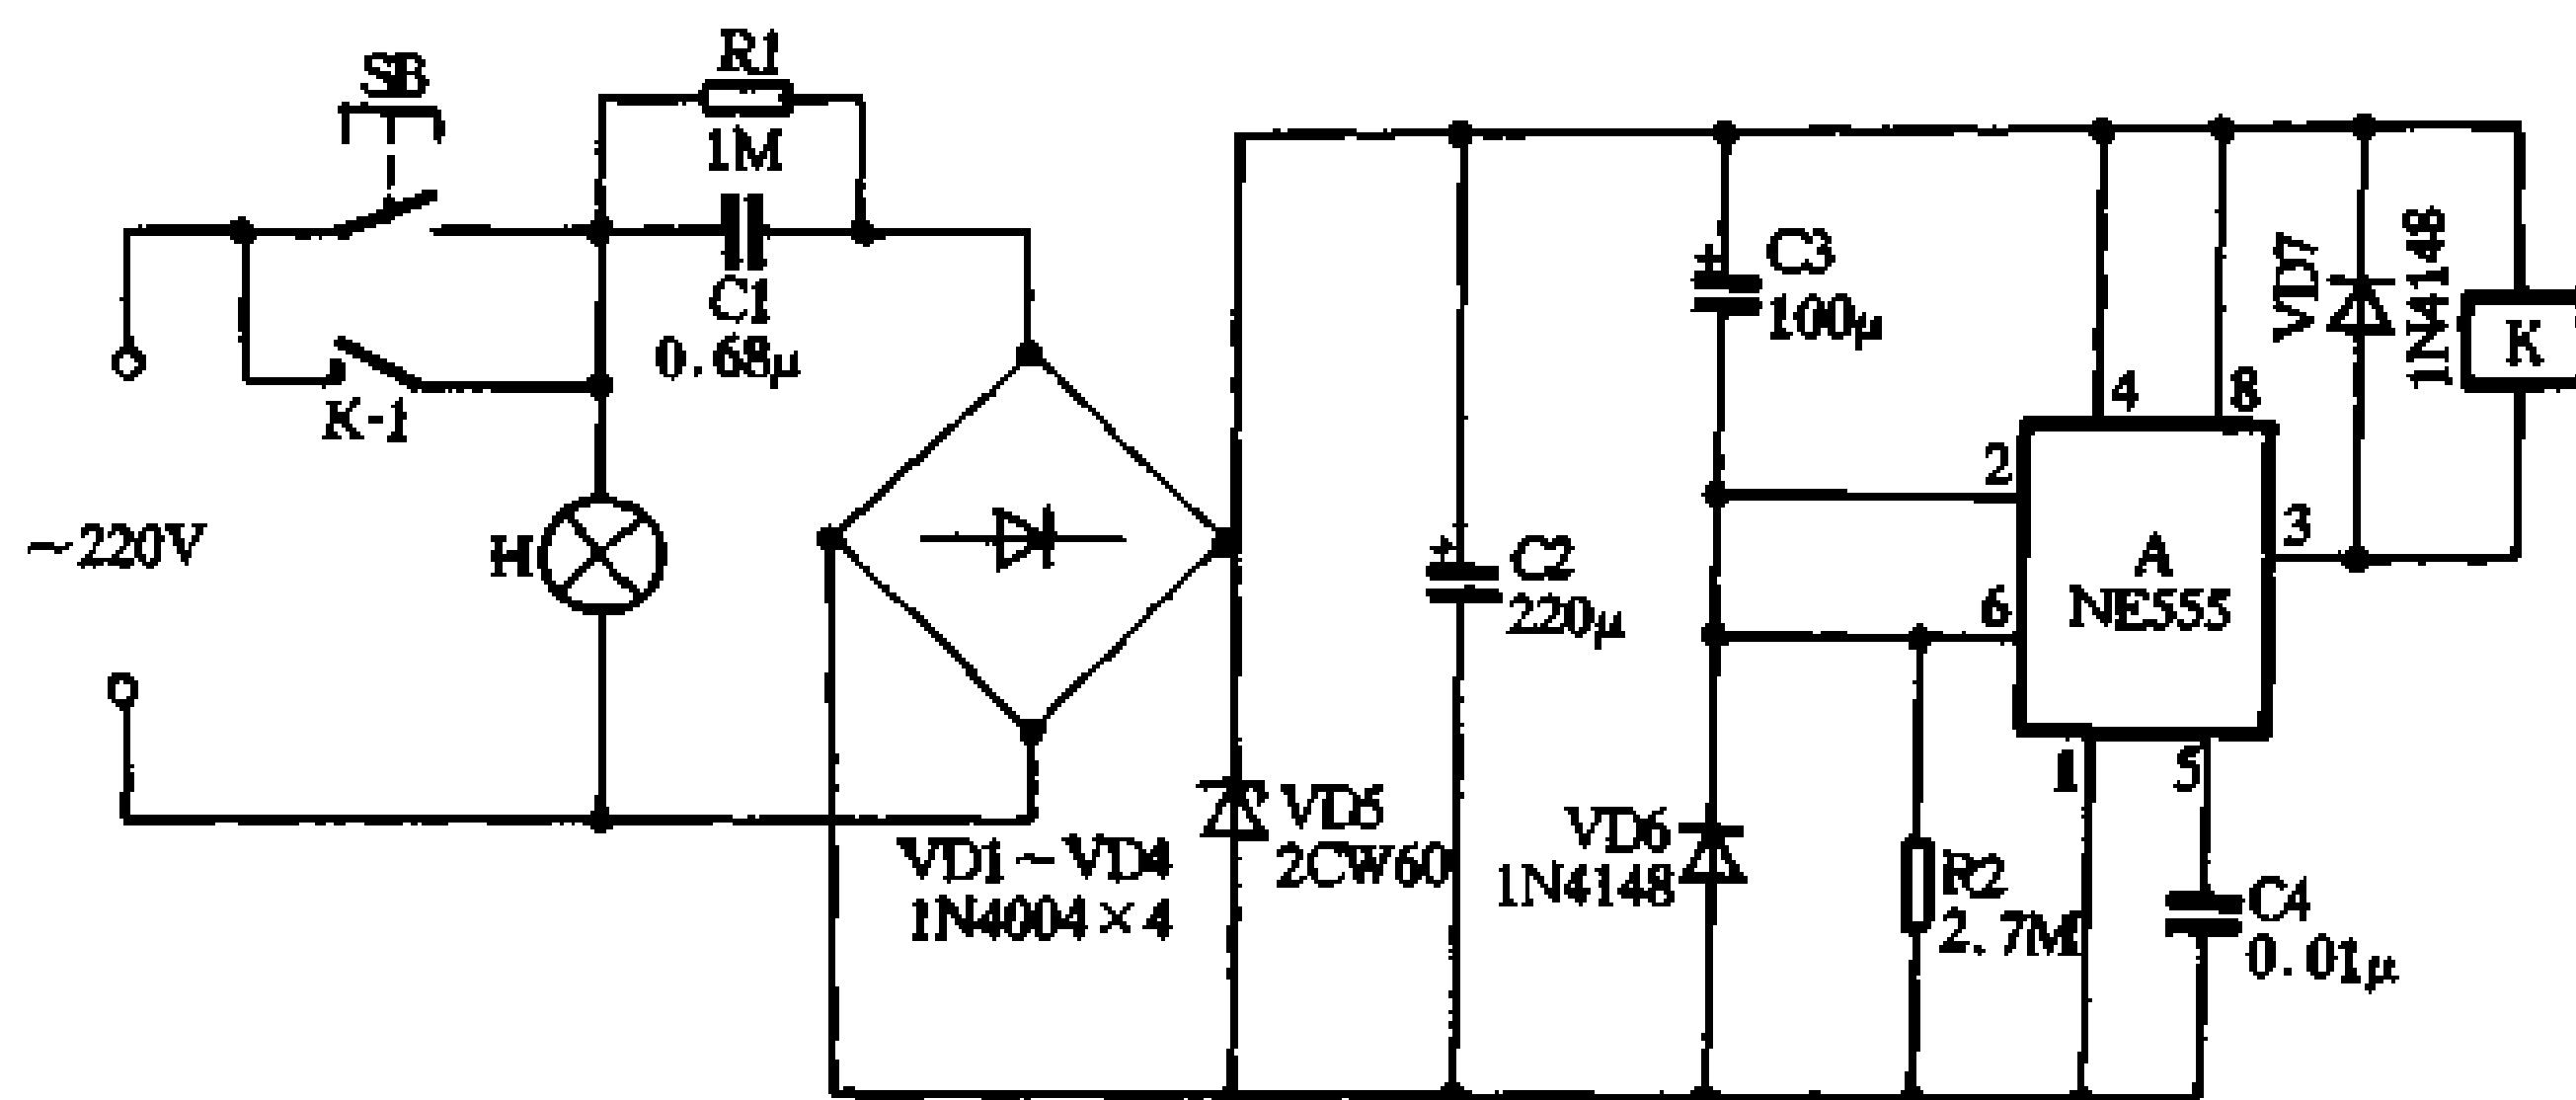 SB
R1
1M
C1
0.68μ
K-1
~220V
H
VD1~VD4
1N4004×4
VD5
2CW60
C2
220μ
C3
100μ
VD6
1N4148
R2
2.7M
2
6
4
8
3
1
5
A
NE555
C4
0.01μ
VD7
1N4148
K